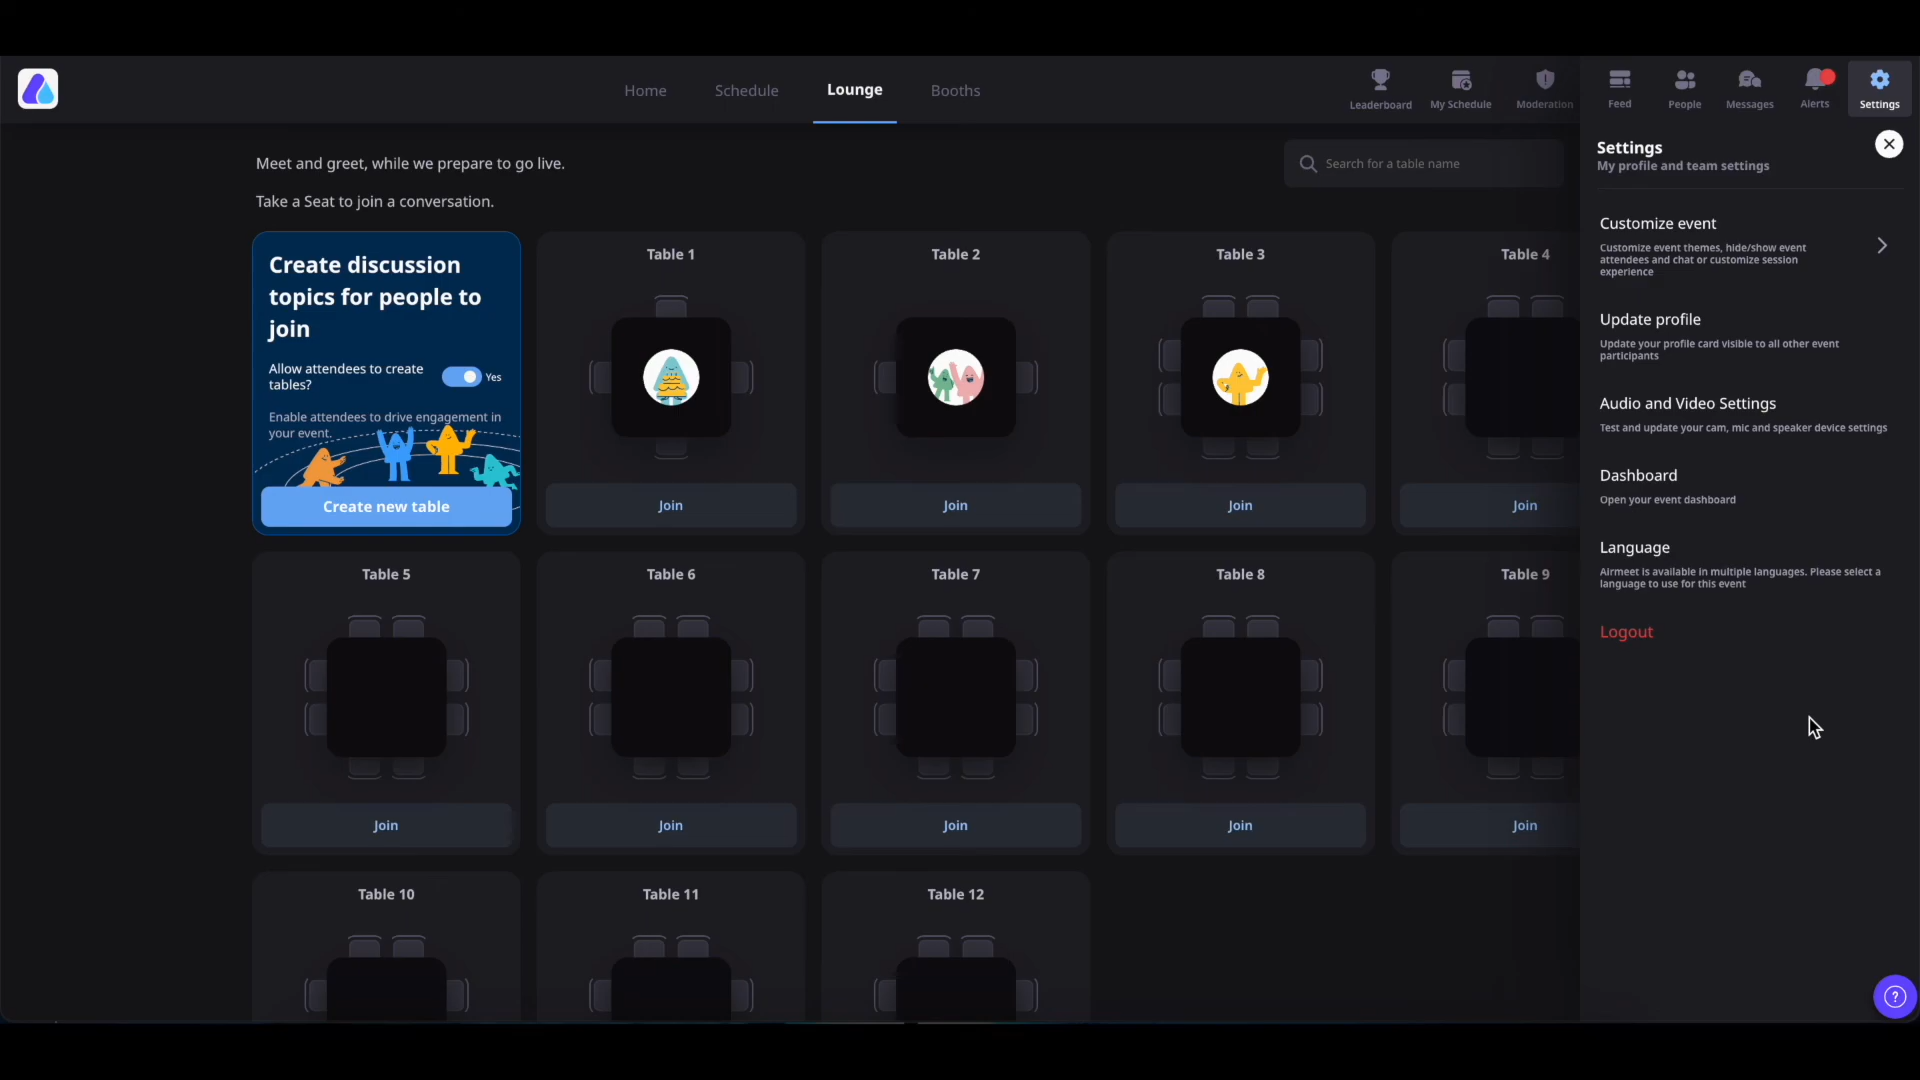 Home
Schedule
Lounge
Booths
Leaderboard
My Schedule
Moderation
Feed
People
Messages
Alerts
Settings
Meet and greet, while we prepare to go live.
Take a Seat to join a conversation.
Search for a table name
Create discussion
topics for people to
join
Allow attendees to create
tables?
Yes
Enable attendees to drive engagement in
your event.
Create new table
Table 1
Join
Table 2
Join
Table 3
Join
Table 4
Join
Table 5
Join
Table 6
Join
Table 7
Join
Table 8
Join
Table 9
Join
Table 10
Table 11
Table 12
Settings
My profile and team settings
Customize event
Customize event themes, hide/show event
attendees and chat or customize session
experience
Update profile
Update your profile card visible to all other event
participants
Audio and Video Settings
Test and update your cam, mic and speaker device settings
Dashboard
Open your event dashboard
Language
Airmeet is available in multiple languages. Please select a
language to use for this event
Logout
?